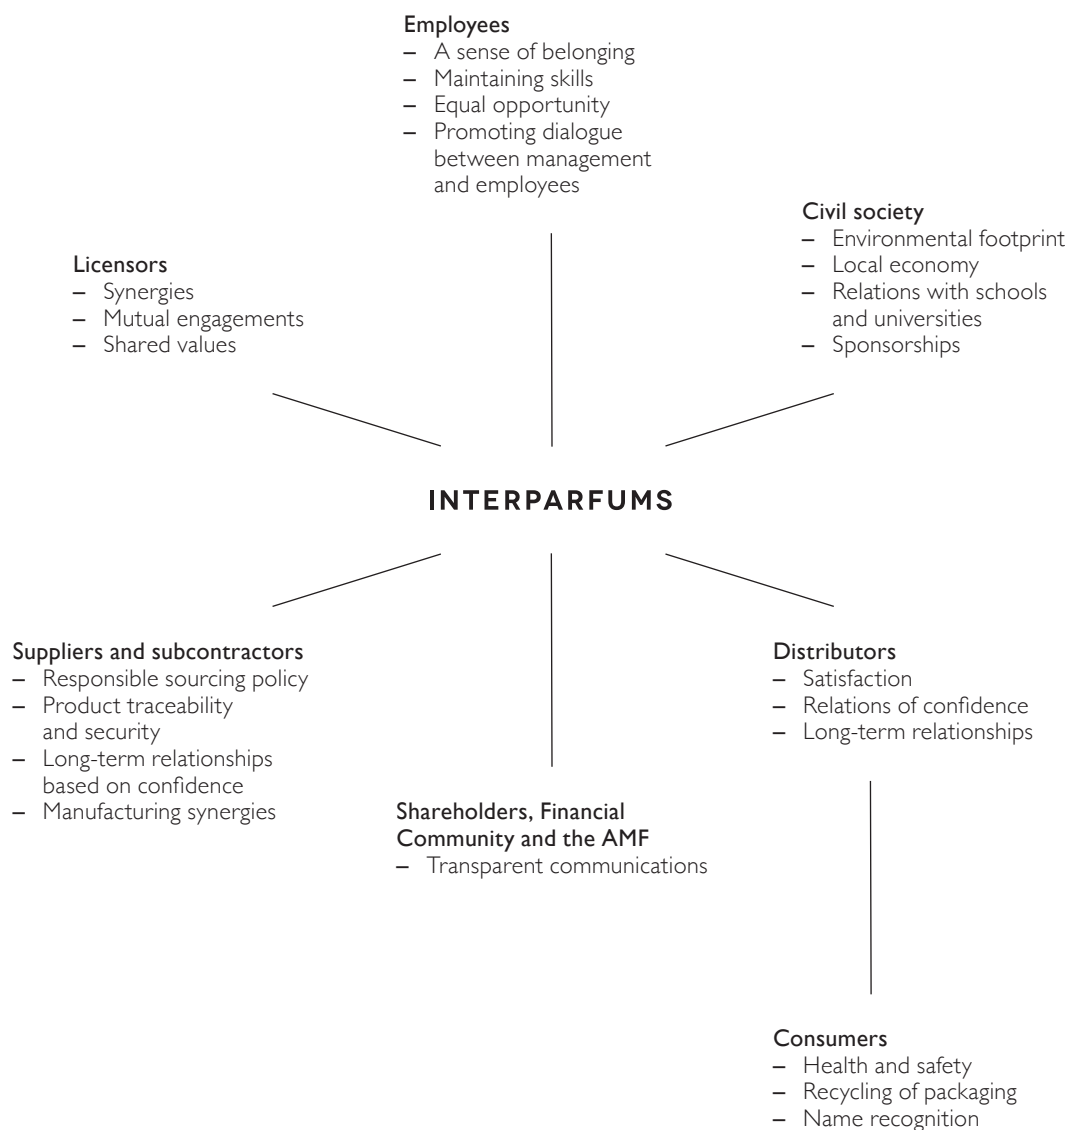 Employees
– A sense of belonging
– Maintaining skills
– Equal opportunity
– Promoting dialogue
between management
and employees
Civil society
– Environmental footprint
– Local economy
– Relations with schools
and universities
– Sponsorships
Licensors
– Synergies
– Mutual engagements
– Shared values
INTERPARFUMS
Suppliers and subcontractors
– Responsible sourcing policy
– Product traceability
and security
– Long-term relationships
based on confidence
– Manufacturing synergies
Shareholders, Financial
Community and the AMF
– Transparent communications
Distributors
– Satisfaction
– Relations of confidence
– Long-term relationships
Consumers
– Health and safety
– Recycling of packaging
– Name recognition